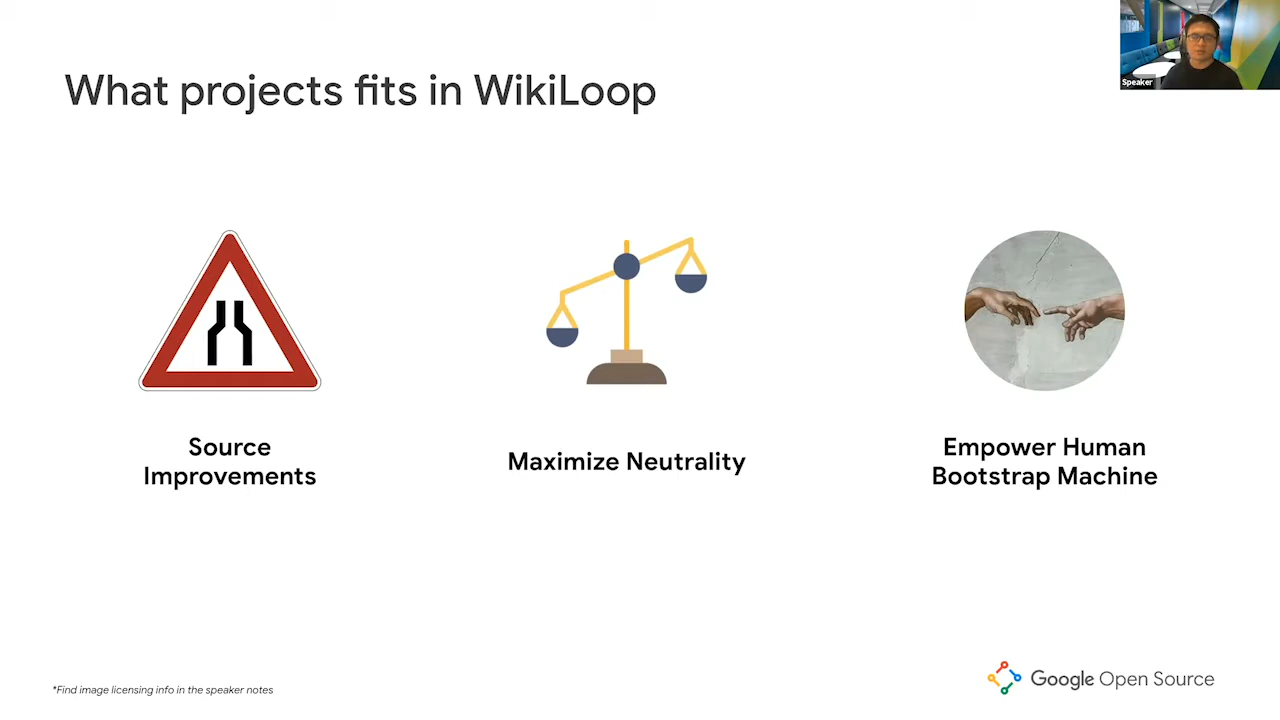 What projects fits in WikiLoop
Speaker
Source
Improvements
Maximize Neutrality
Empower Human
Bootstrap Machine
*Find image licensing info in the speaker notes
Google Open Source